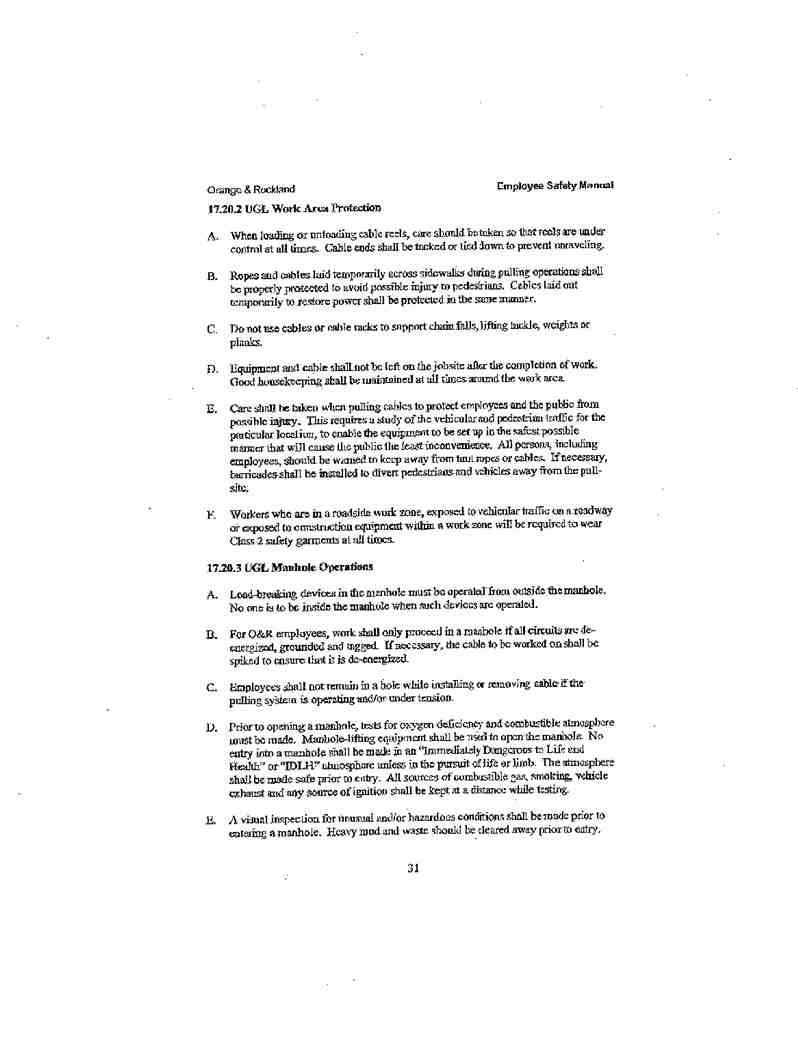 Orange & Rockland
Employee Safety Manual
17.20.2 UGL Work Area Protection
A. When loading or unloading cable reels, care should be taken so that reels are under
control at all times. Cable ends shall be tacked or tied down to prevent unraveling.
B. Ropes and cables laid temporarily across sidewalks during pulling operations shall
be properly protected to avoid possible injury to pedestrians. Cables laid out
temporarily to restore power shall be protected in the same manner.
C. Do not use cables or cable racks to support chain falls, lifting tackle, weights or
planks.
D. Equipment and cable shall not be left on the jobsite after the completion of work.
Good housekeeping shall be maintained at all times around the work area.
E. Care shall be taken when pulling cables to protect employees and the public from
possible injury. This requires a study of the vehicular and pedestrian traffic for the
particular location, to enable the equipment to be set up in the safest possible
manner that will cause the public the least inconvenience. All persons, including
employees, should be warned to keep away from taut ropes or cables. If necessary,
barricades shall be installed to divert pedestrians and vehicles away from the pull-
site.
F. Workers who are in a roadside work zone, exposed to vehicular traffic on a roadway
or exposed to construction equipment within a work zone will be required to wear
Class 2 safety garments at all times.
17.20.3 UGL Manhole Operations
A. Load-breaking devices in the manhole must be operated from outside the manhole.
No one is to be inside the manhole when such devices are operated.
B. For O&R employees, work shall only proceed in a manhole if all circuits are de-
energized, grounded and tagged. If necessary, the cable to be worked on shall be
spiked to ensure that it is de-energized.
C. Employees shall not remain in a hole while installing or removing cable if the
pulling system is operating and/or under tension.
D. Prior to opening a manhole, tests for oxygen deficiency and combustible atmosphere
must be made. Manhole-lifting equipment shall be used to open the manhole. No
entry into a manhole shall be made in an "Immediately Dangerous to Life and
Health" or "IDLH" atmosphere unless in the pursuit of life or limb. The atmosphere
shall be made safe prior to entry. All sources of combustible gas, smoking, vehicle
exhaust and any source of ignition shall be kept at a distance while testing.
E. A visual inspection for unusual and/or hazardous conditions shall be made prior to
entering a manhole. Heavy mud and waste should be cleared away prior to entry.
31